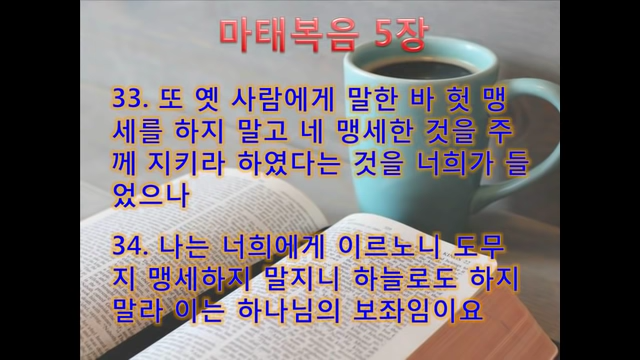 마태복음 5장
33. 또 옛 사람에게 말한 바 헛 맹
세를 하지 말고 네 맹세한 것을 주
께 지키라 하였다는 것을 너희가 들
었으나
34. 나는 너희에게 이르노니 도무
지 맹세하지 말지니 하늘로도 하지
말라 이는 하나님의 보좌임이요